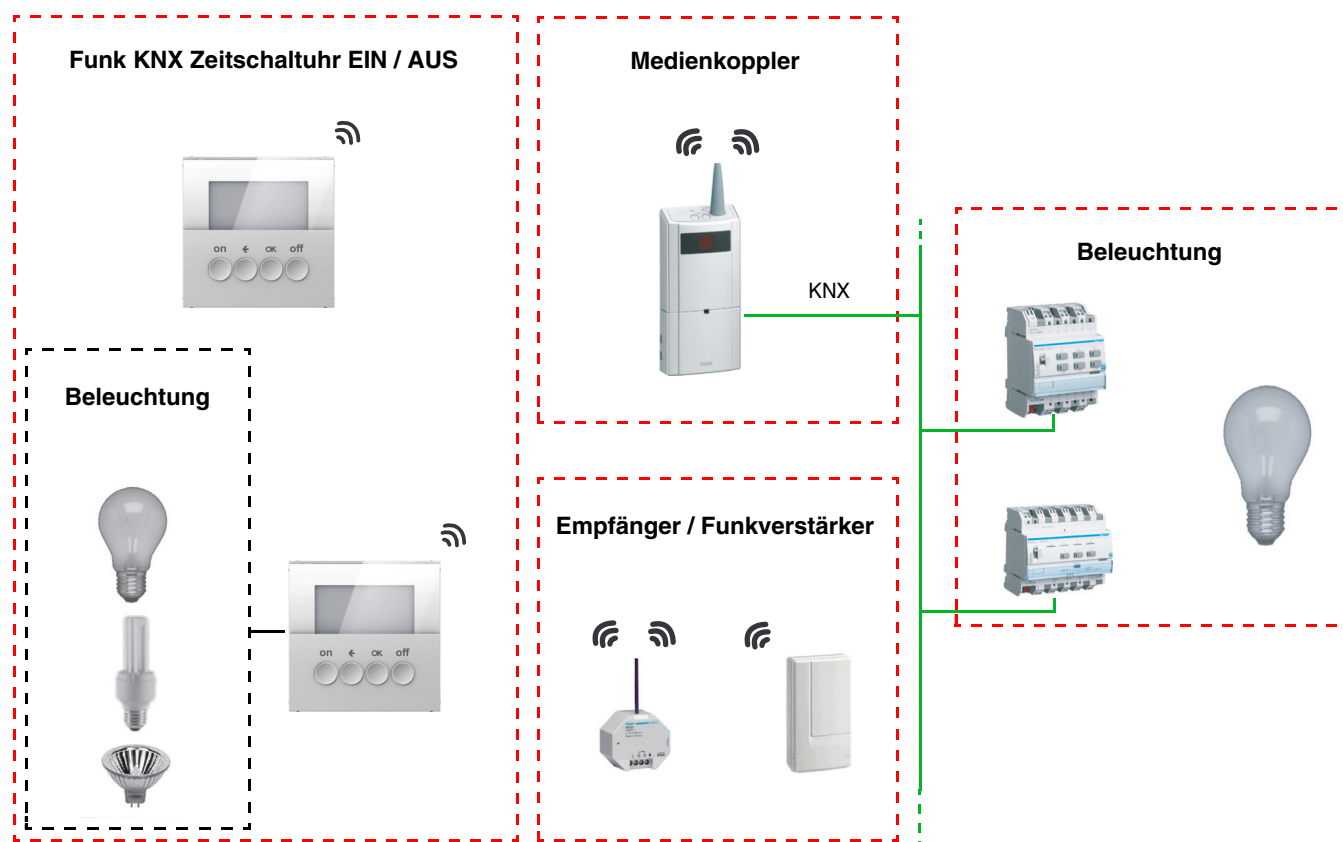 Funk KNX Zeitschaltuhr EIN / AUS
on ← OK off
Beleuchtung
on ← OK off
Medienkoppler
KNX
Empfänger / Funkverstärker
Beleuchtung